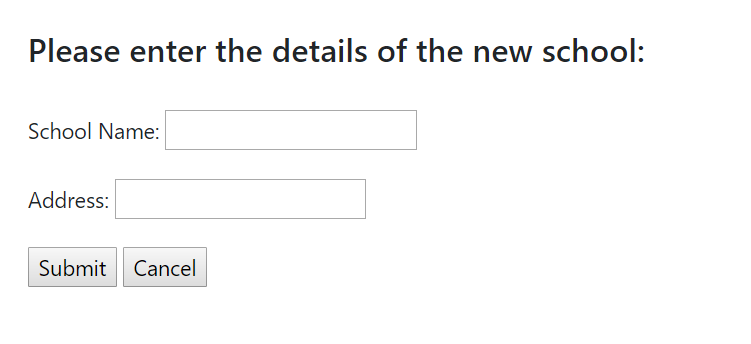 Please enter the details of the new school:
School Name:
Address:
Submit Cancel